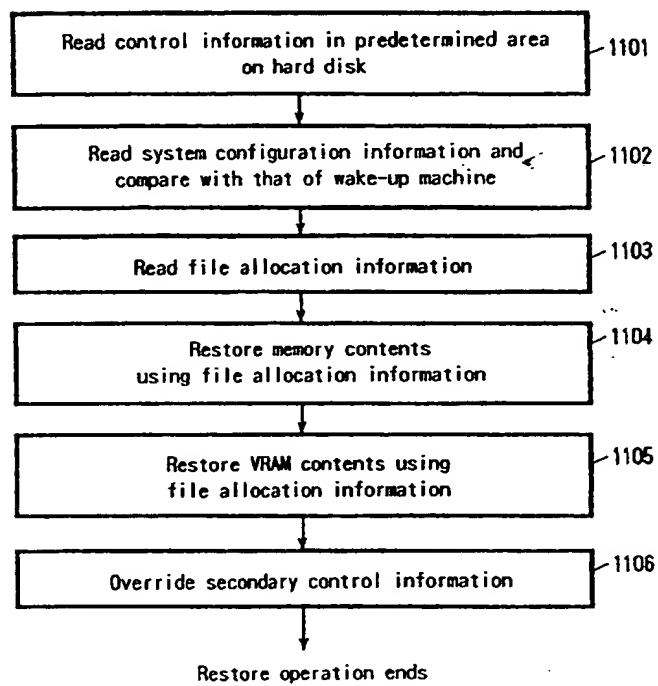 Read control information in predetermined area
on hard disk
1101
Read system configuration information and
compare with that of wake-up machine
1102
Read file allocation information
1103
Restore memory contents
using file allocation information
1104
Restore VRAM contents using
file allocation information
1105
Override secondary control information
1106
Restore operation ends